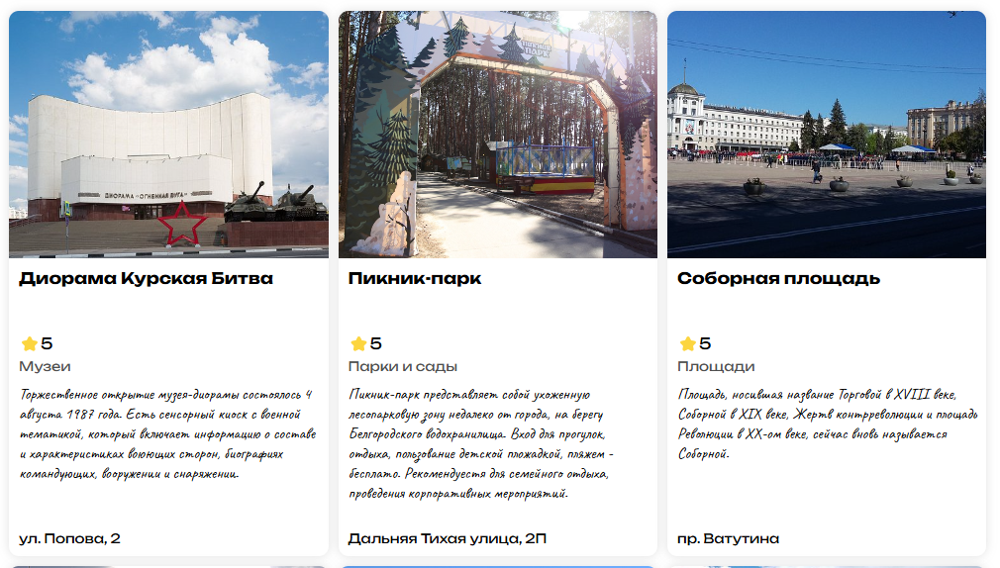 ДИОРАМА «ОГНЕННАЯ ДУГА»
ПИКНИК
ПАРК
Диорама Курская Битва
5
Музеи
Торжественное открытие музея-диорамы состоялось 4
августа 1987 года. Есть сенсорный киоск с военной
тематикой, который включает информацию о составе
и характеристиках воюющих сторон, биографиях
командующих, вооружении и снаряжении.
ул. Попова, 2
Пикник-парк
5
Парки и сады
Пикник-парк представляет собой ухоженную
лесопарковую зону недалеко от города, на берегу
Белгородского водохранилища. Вход для прогулок,
отдыха, пользование детской площадкой, пляжем -
бесплато. Рекомендуестя для семейного отдыха,
проведения корпоративных мероприятий.
Дальняя Тихая улица, 2П
Соборная площадь
5
Площади
Площадь, носившая название Торговой в XVIII веке,
Соборной в XIX веке, Жертв контрреволюции и площадь
Революции в XX-ом веке, сейчас вновь называется
Соборной.
пр. Ватутина